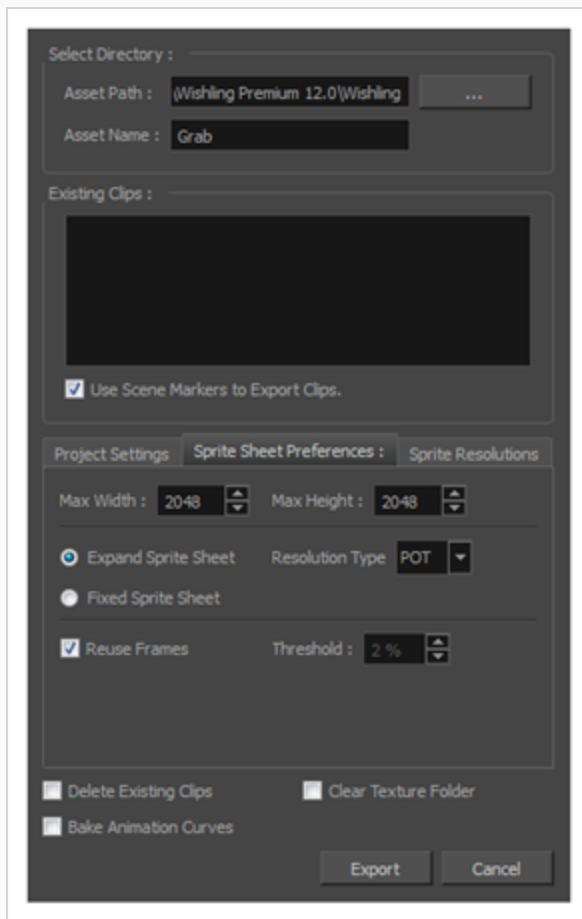 Select Directory :
Asset Path : \Wishling Premium 12.0\Wishling ...
Asset Name : Grab
Existing Clips :
Use Scene Markers to Export Clips.
Project Settings Sprite Sheet Preferences : Sprite Resolutions
Max Width : 2048 Max Height : 2048
Expand Sprite Sheet Resolution Type POT
Fixed Sprite Sheet
Reuse Frames Threshold : 2 %
Delete Existing Clips Clear Texture Folder
Bake Animation Curves
Export Cancel